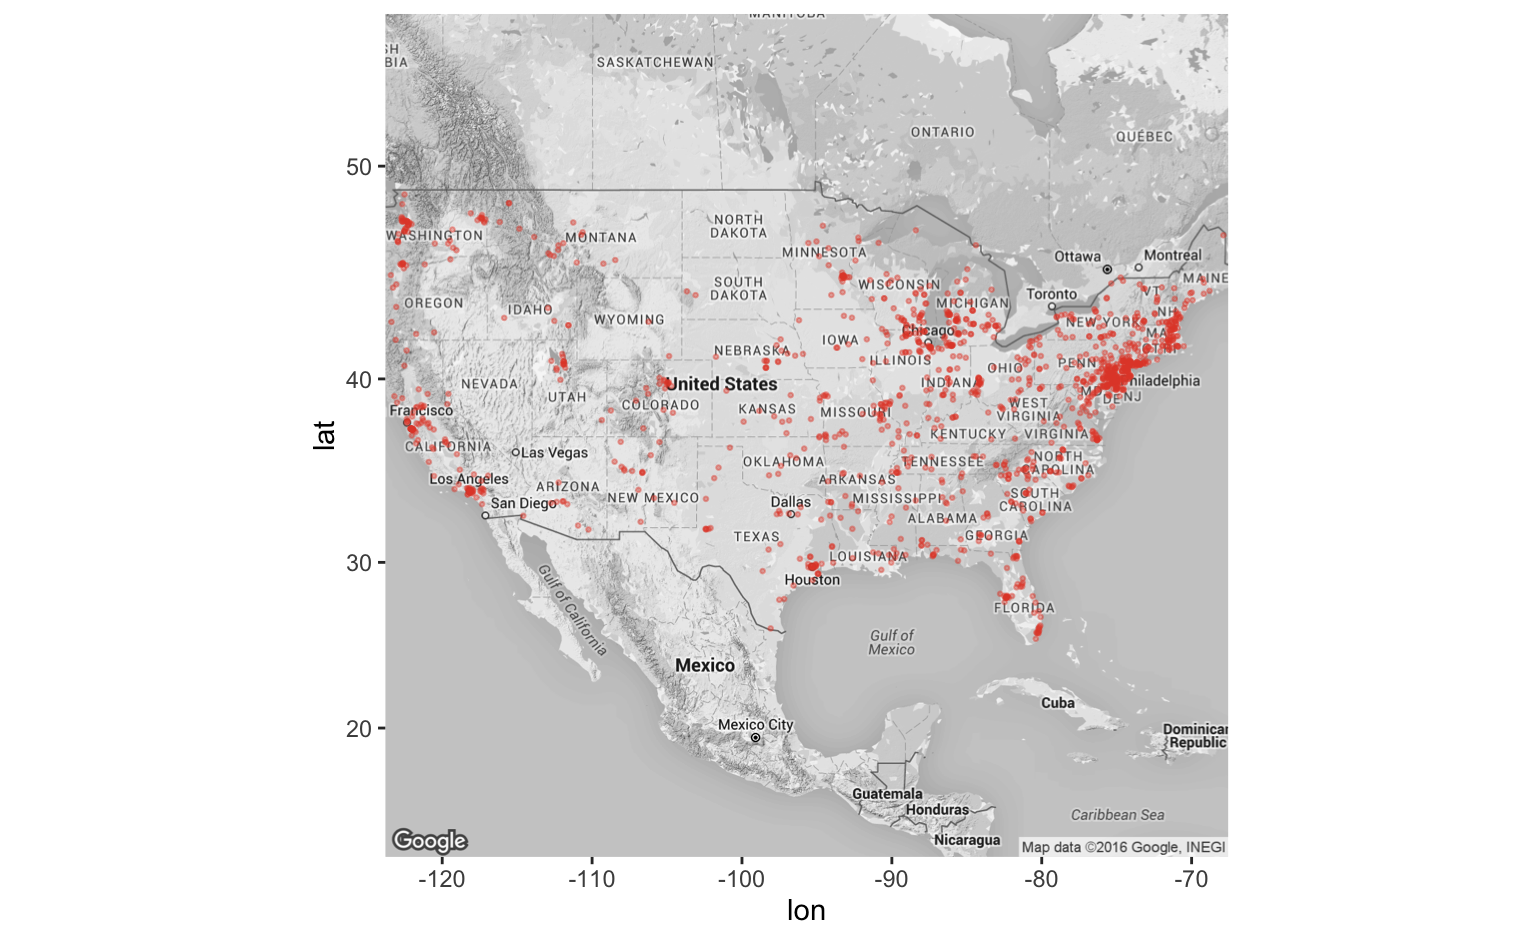 MANITOBA
SH
BIA
SASKATCHEWAN
ONTARIO
QUÉBEC
50
WASHINGTON
MONTANA
NORTH
DAKOTA
MINNESOTA
Ottawa
Montreal
MAINE
OREGON
IDAHO
WYOMING
SOUTH
DAKOTA
WISCONSIN
MICHIGAN
Toronto
VT
NH
NEW YORK
MA
Chicago
IOWA
NEBRASKA
ILLINOIS
OHIO
PENN
40
NEVADA
UTAH
United States
INDIANA
hiladelphia
MD
DE
NJ
COLORADO
KANSAS
MISSOURI
WEST
VIRGINIA
Francisco
KENTUCKY
VIRGINIA
CALIFORNIA
Las Vegas
OKLAHOMA
TENNESSEE
NORTH
CAROLINA
Los Angeles
ARIZONA
NEW MEXICO
ARKANSAS
MISSISSIPPI
SOUTH
CAROLINA
San Diego
Dallas
ALABAMA
TEXAS
GEORGIA
30
LOUISIANA
Houston
Gulf of California
FLORIDA
Gulf of
Mexico
Mexico
Cuba
20
Mexico City
Dominican
Republic
Guatemala
Honduras
Caribbean Sea
Nicaragua
Google
Map data ©2016 Google, INEGI
-120
-110
-100
-90
-80
-70
lon
lat